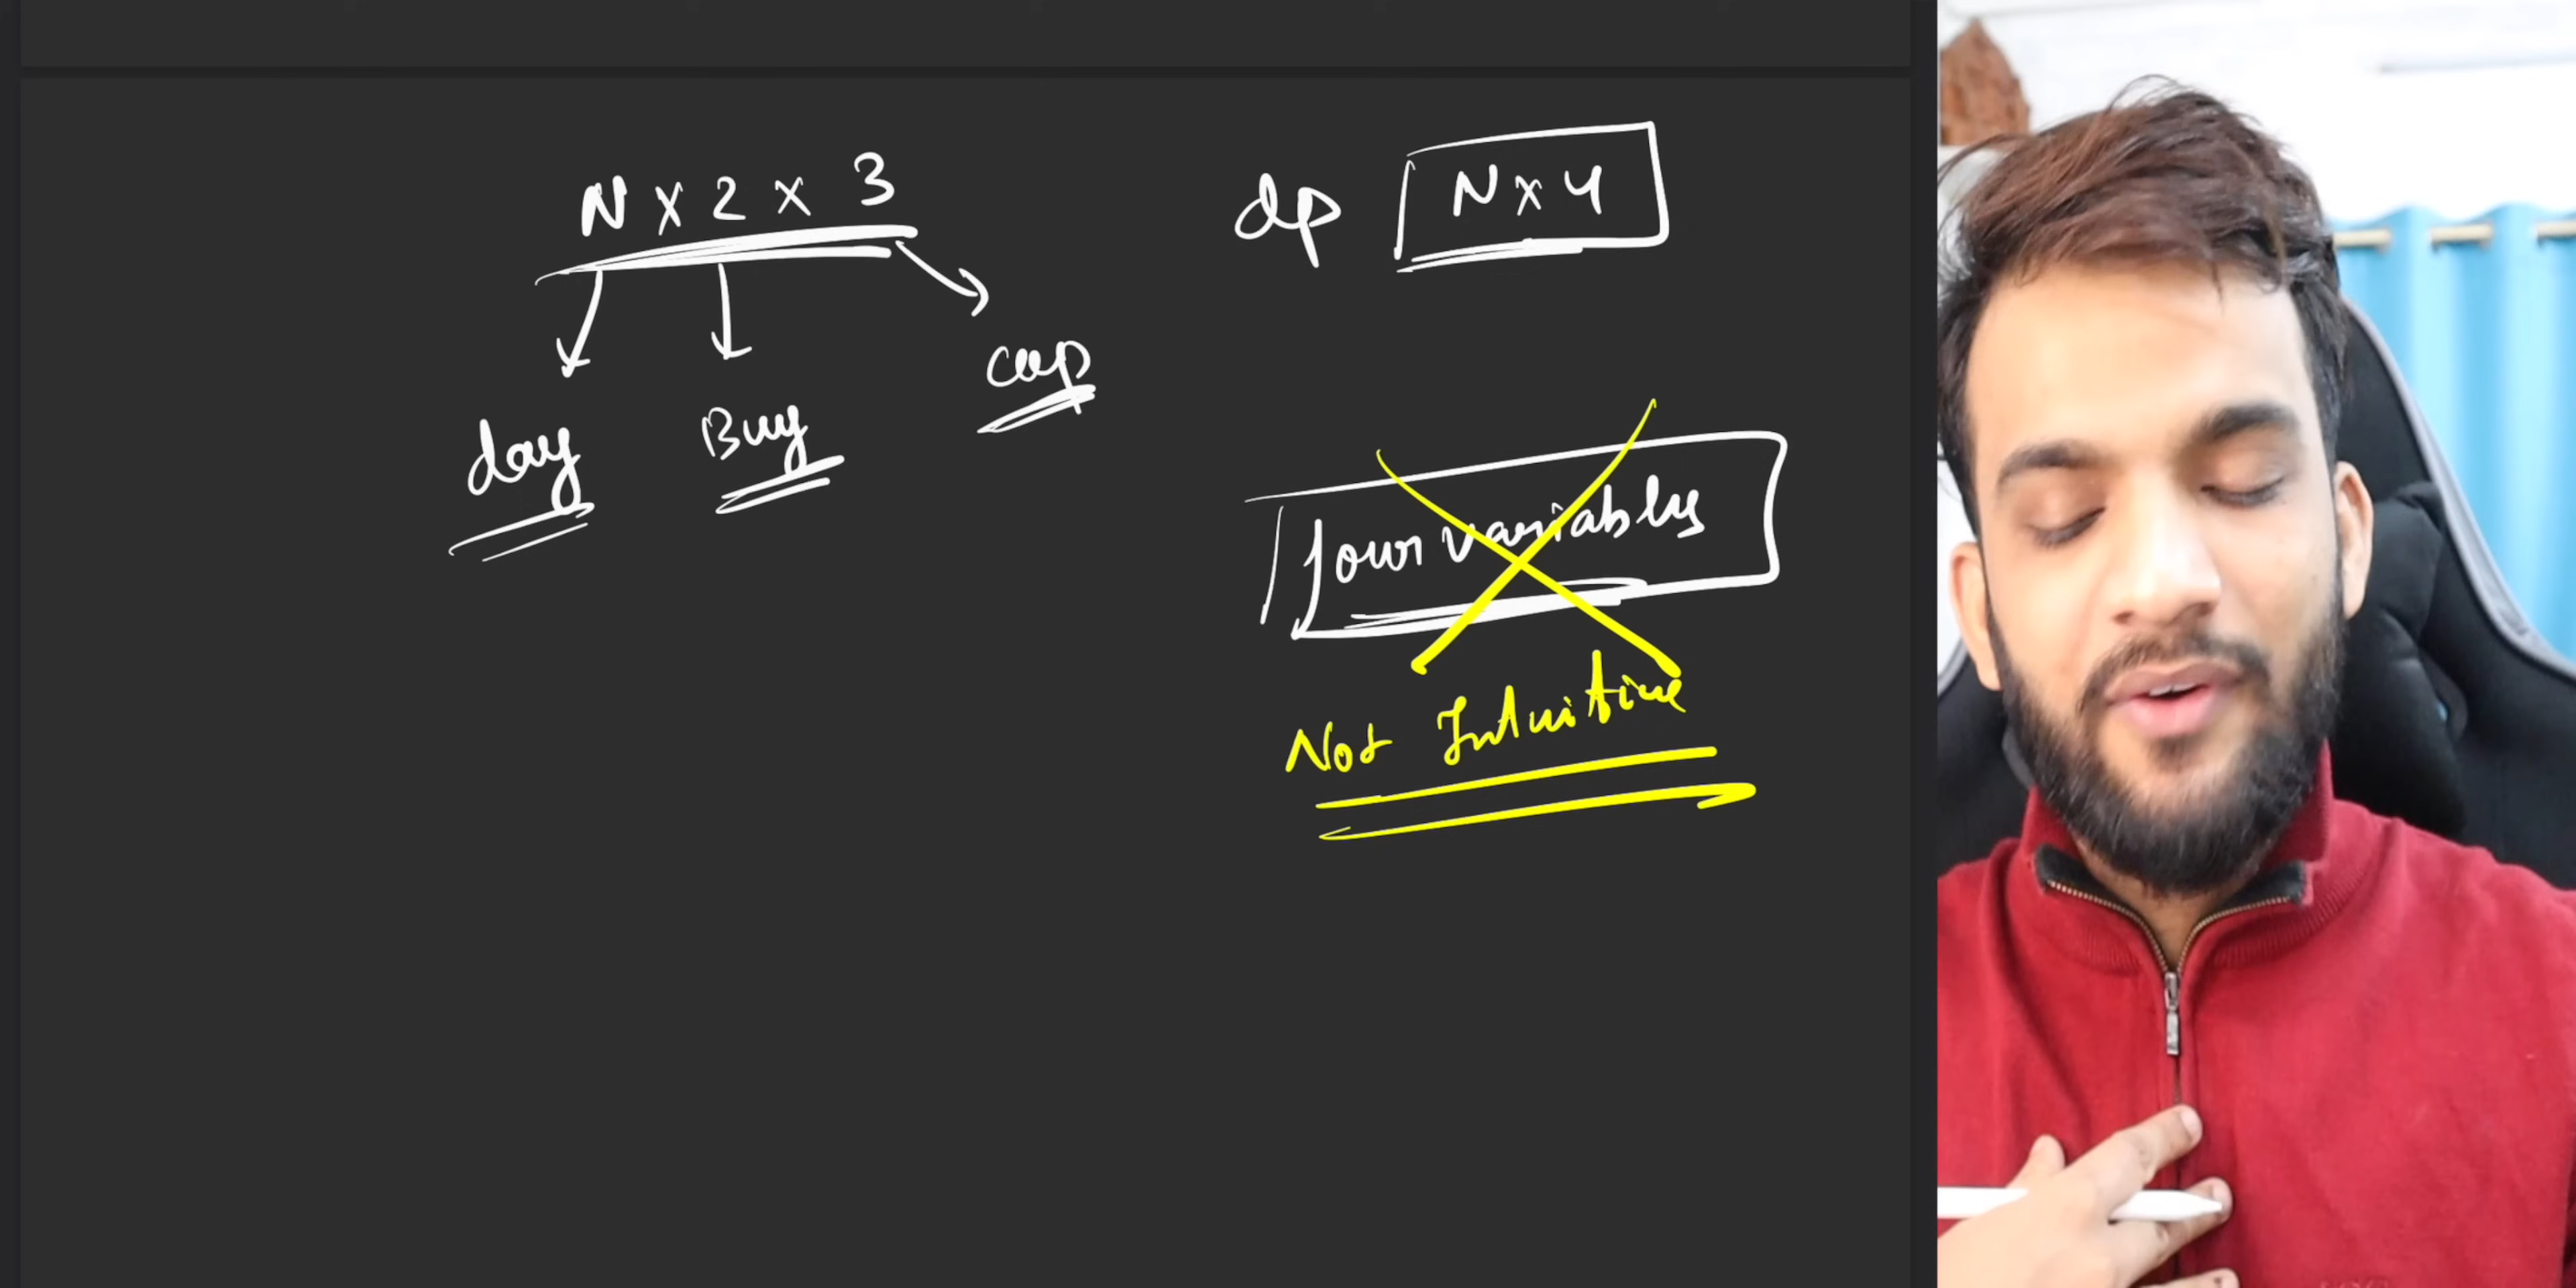 N x 2 x 3
day Buy cap
dp N x 4
four variables
Not Intuitive